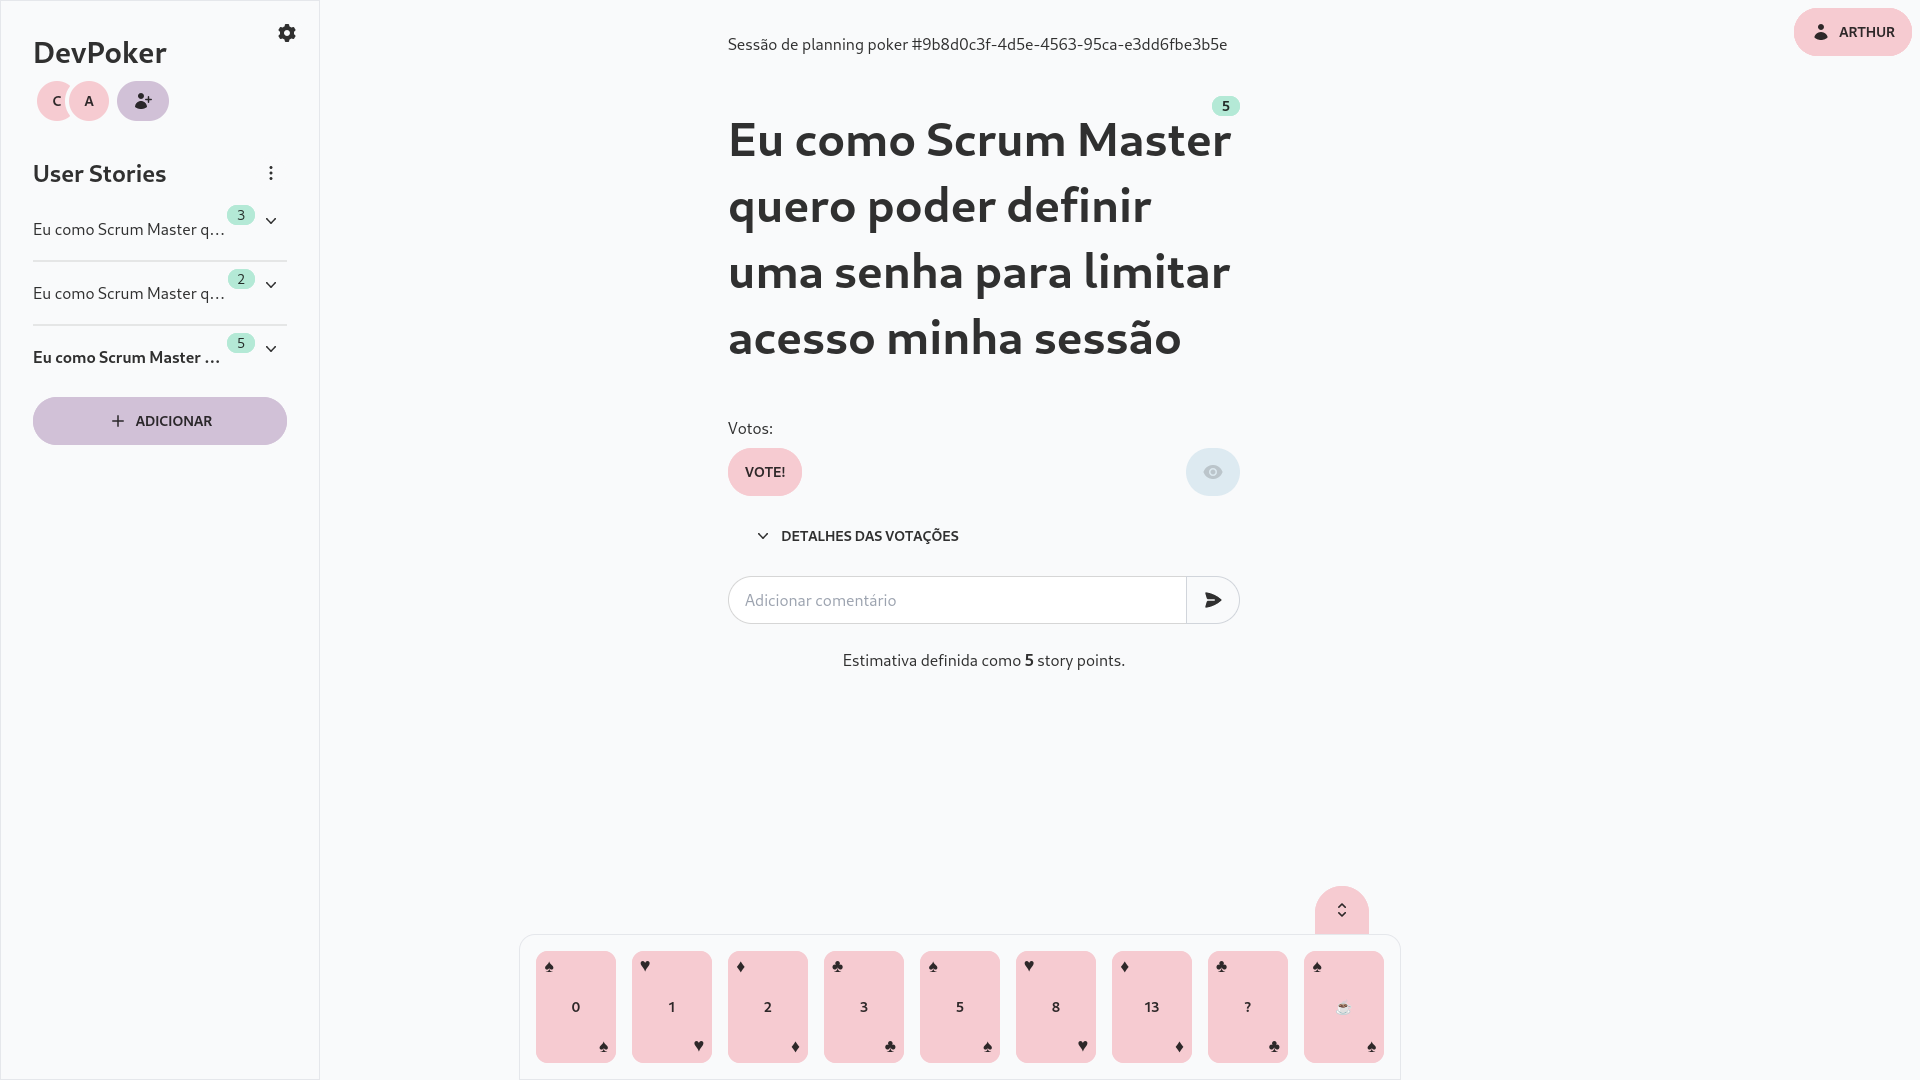 DevPoker
C
A
User Stories
Eu como Scrum Master q...
3
Eu como Scrum Master q...
2
Eu como Scrum Master ...
5
+ ADICIONAR
Sessão de planning poker #9b8d0c3f-4d5e-4563-95ca-e3dd6fbe3b5e
ARTHUR
5
Eu como Scrum Master
quero poder definir
uma senha para limitar
acesso minha sessão
Votos:
VOTE!
DETALHES DAS VOTAÇÕES
Adicionar comentário
Estimativa definida como 5 story points.
♠ 0 ♠
♥ 1 ♥
♦ 2 ♦
♣ 3 ♣
♠ 5 ♠
♥ 8 ♥
♦ 13 ♦
♣ ? ♣
♠ ☕ ♠